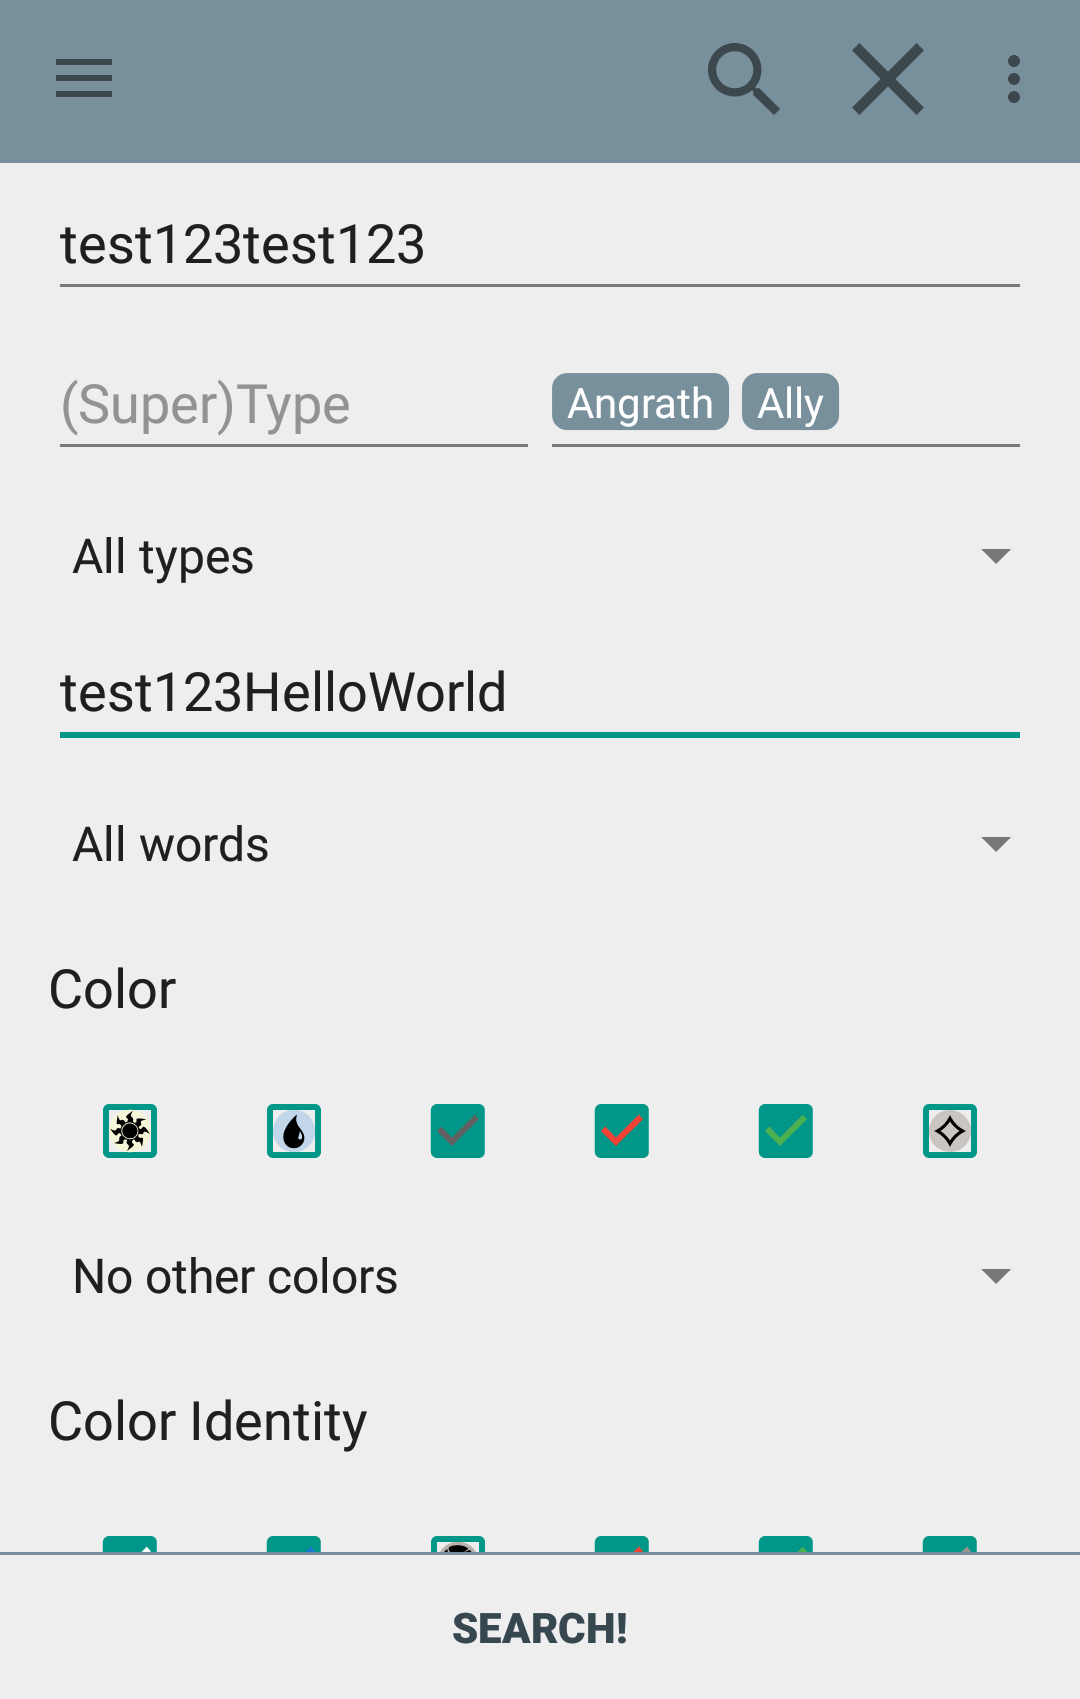 test123test123
(Super)Type Angrath Ally
All types
test123HelloWorld
All words
Color
No other colors
Color Identity
SEARCH!